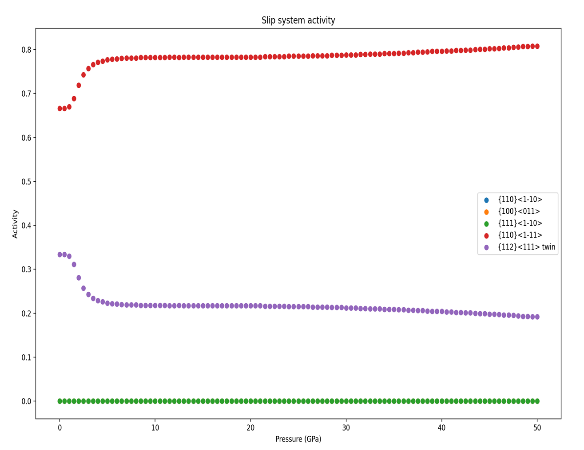 Slip system activity
0.8
0.7
0.6
0.5
0.4
0.3
0.2
0.1
0.0
Activity
{110}<1-10>
{100}<011>
{111}<1-10>
{110}<1-11>
{112}<111> twin
0 10 20 30 40 50
Pressure (GPa)